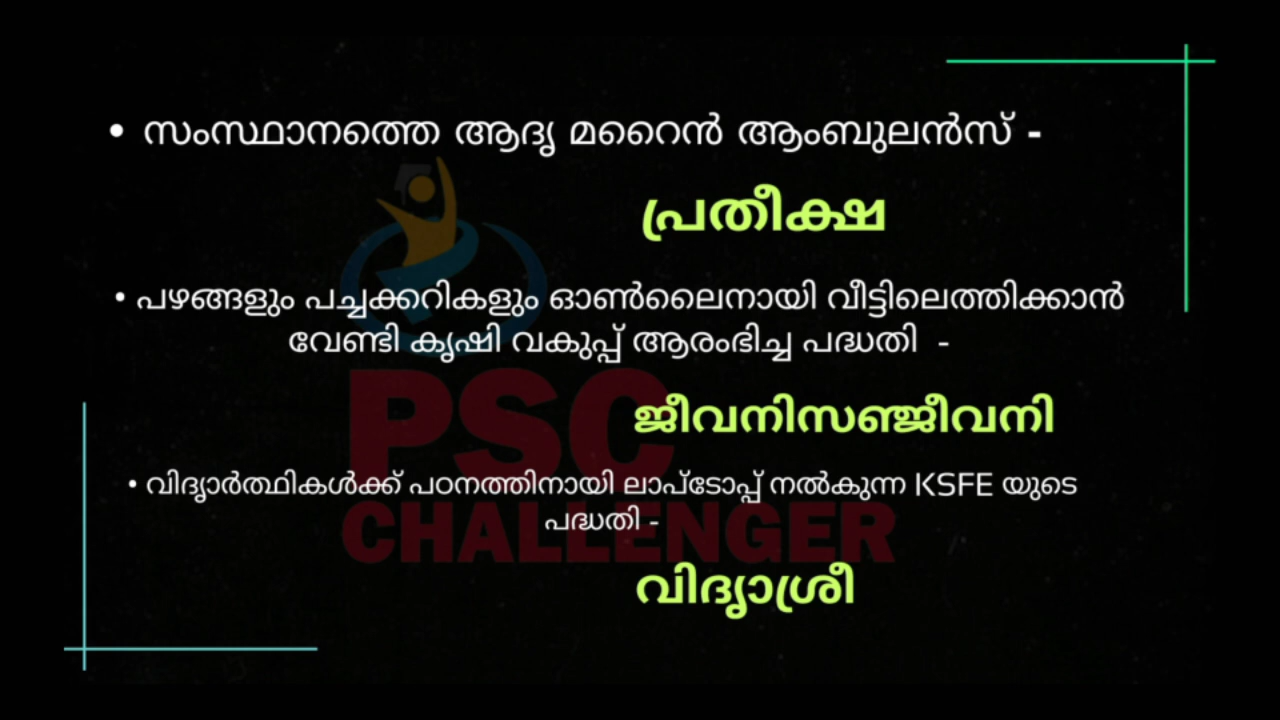 • സംസ്ഥാനത്തെ ആദ്യ മറൈൻ ആംബുലൻസ് -
പ്രതീക്ഷ
• പഴങ്ങളും പച്ചക്കറികളും ഓൺലൈനായി വീട്ടിലെത്തിക്കാൻ
വേണ്ടി കൃഷി വകുപ്പ് ആരംഭിച്ച പദ്ധതി -
ജീവനിസഞ്ജീവനി
• വിദ്യാർത്ഥികൾക്ക് പഠനത്തിനായി ലാപ്ടോപ്പ് നൽകുന്ന KSFE യുടെ
പദ്ധതി -
വിദ്യാശ്രീ
PSC
CHALLENGER